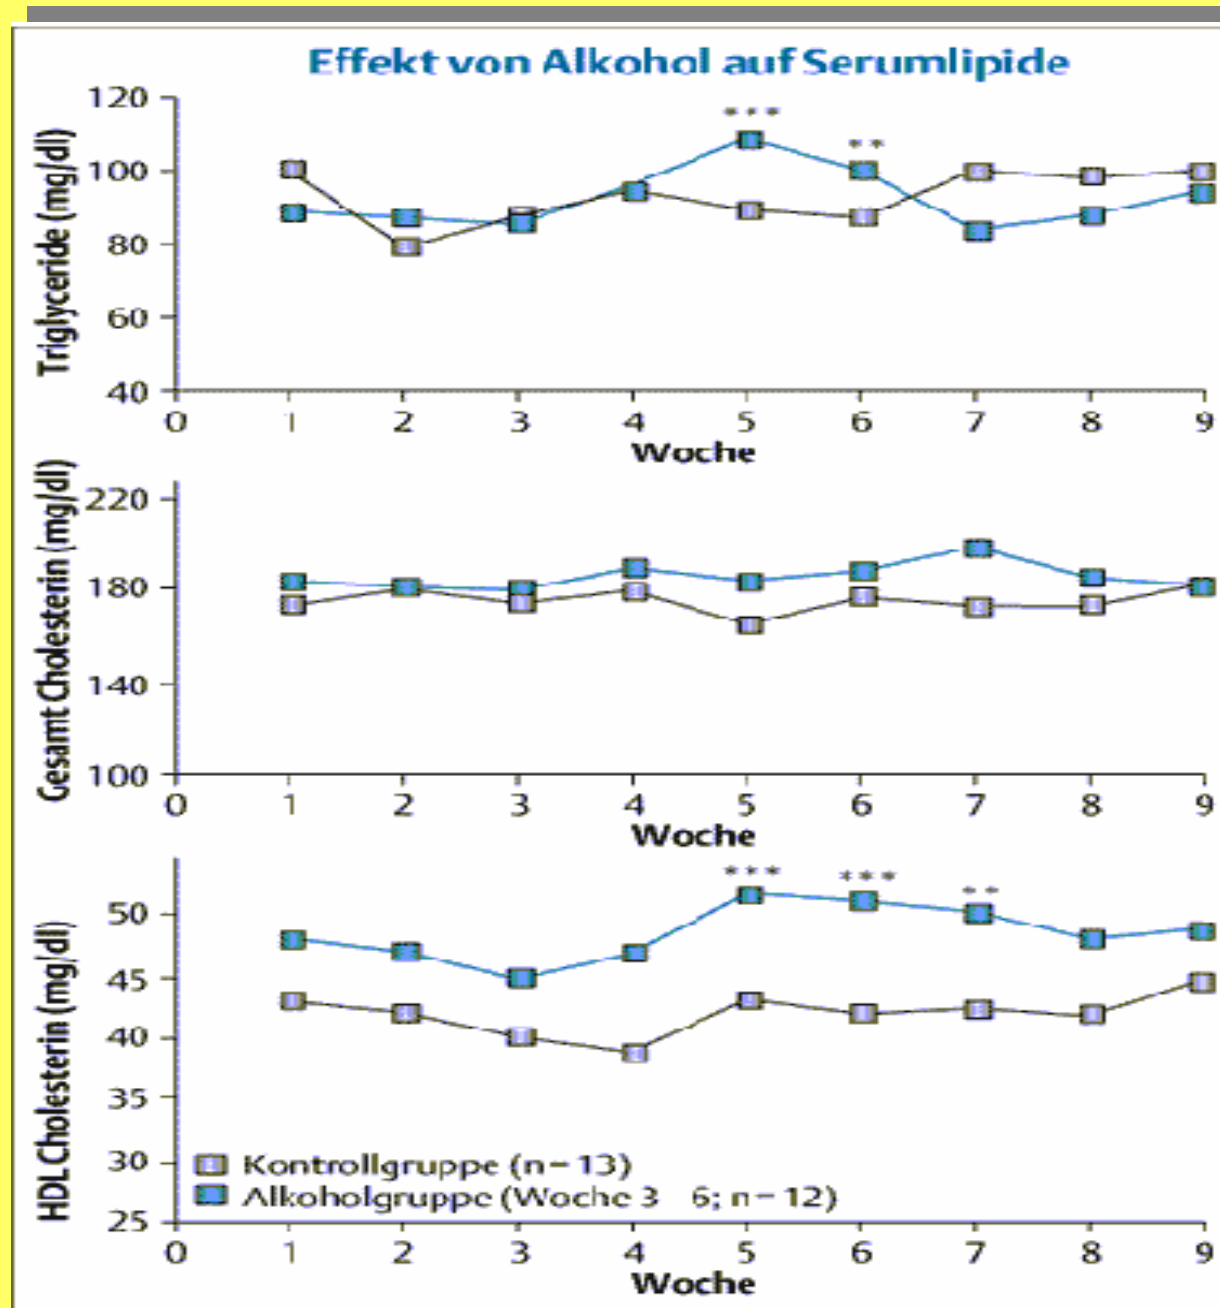 Effekt von Alkohol auf Serumlipide
Triglyceride (mg/dl)
120
100
80
60
40
*** **
0 1 2 3 4 5 6 7 8 9
Woche
Gesamt Cholesterin (mg/dl)
220
180
140
100
0 1 2 3 4 5 6 7 8 9
Woche
HDL Cholesterin (mg/dl)
50
45
40
35
30
25
*** *** **
Kontrollgruppe (n=13)
Alkoholgruppe (Woche 3 6; n=12)
0 1 2 3 4 5 6 7 8 9
Woche